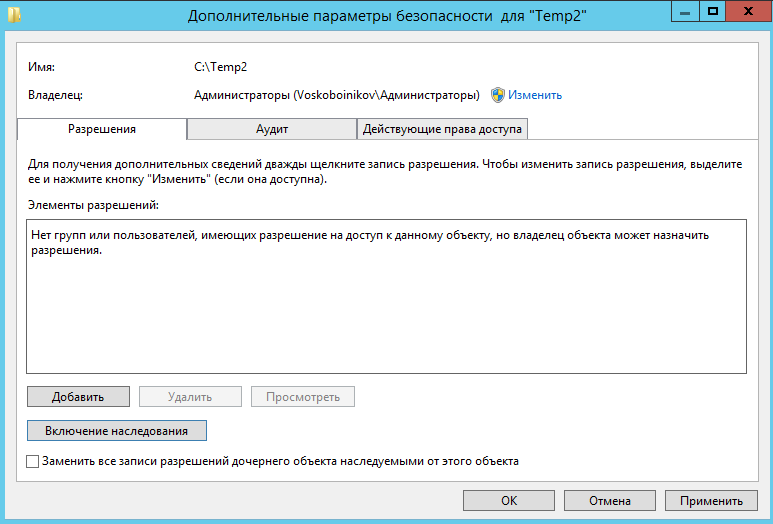 Дополнительные параметры безопасности для "Temp2"
Имя: C:\Temp2
Владелец: Администраторы (Voskoboinikov\Администраторы) Изменить
Разрешения Аудит Действующие права доступа
Для получения дополнительных сведений дважды щелкните запись разрешения. Чтобы изменить запись разрешения, выделите
ее и нажмите кнопку "Изменить" (если она доступна).
Элементы разрешений:
Нет групп или пользователей, имеющих разрешение на доступ к данному объекту, но владелец объекта может назначить
разрешения.
Добавить Удалить Просмотреть
Включение наследования
Заменить все записи разрешений дочернего объекта наследуемыми от этого объекта
ОК Отмена Применить